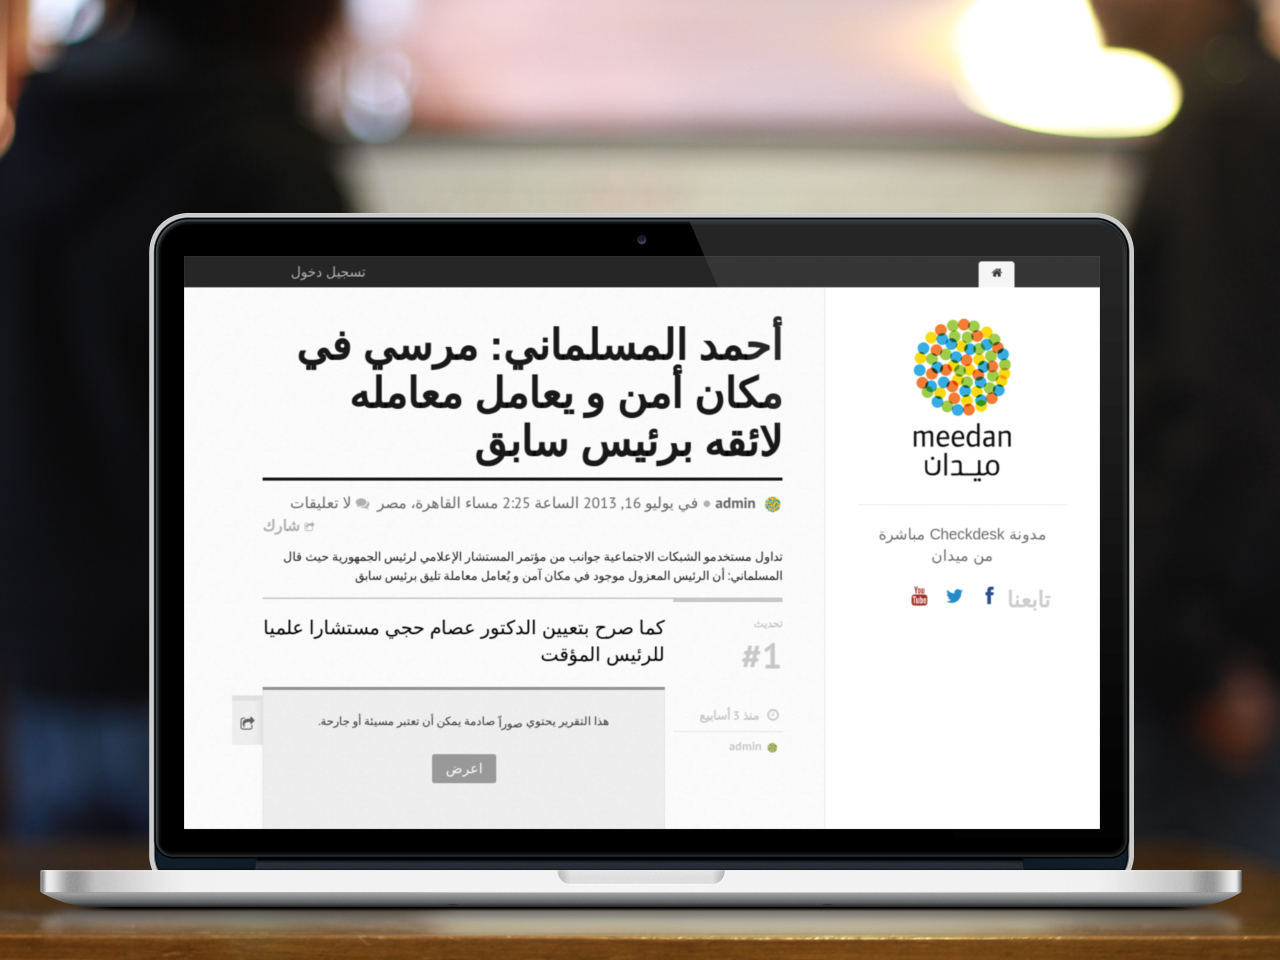 تسجيل دخول
meedan
ميدان
مدونة Checkdesk مباشرة
من ميدان
تابعنا
You
Tube
أحمد المسلماني: مرسي في
مكان أمن و يعامل معامله
لائقه برئيس سابق
admin • في يوليو 16, 2013 الساعة 2:25 مساء القاهرة، مصر لا تعليقات
شارك
تداول مستخدمو الشبكات الاجتماعية جوانب من مؤتمر المستشار الإعلامي لرئيس الجمهورية حيث قال
المسلماني: أن الرئيس المعزول موجود في مكان آمن و يُعامل معاملة تليق برئيس سابق
تحديث
#1
منذ 3 أسابيع
admin
كما صرح بتعيين الدكتور عصام حجي مستشارا علميا
للرئيس المؤقت
هذا التقرير يحتوي صوراً صادمة يمكن أن تعتبر مسيئة أو جارحة.
اعرض